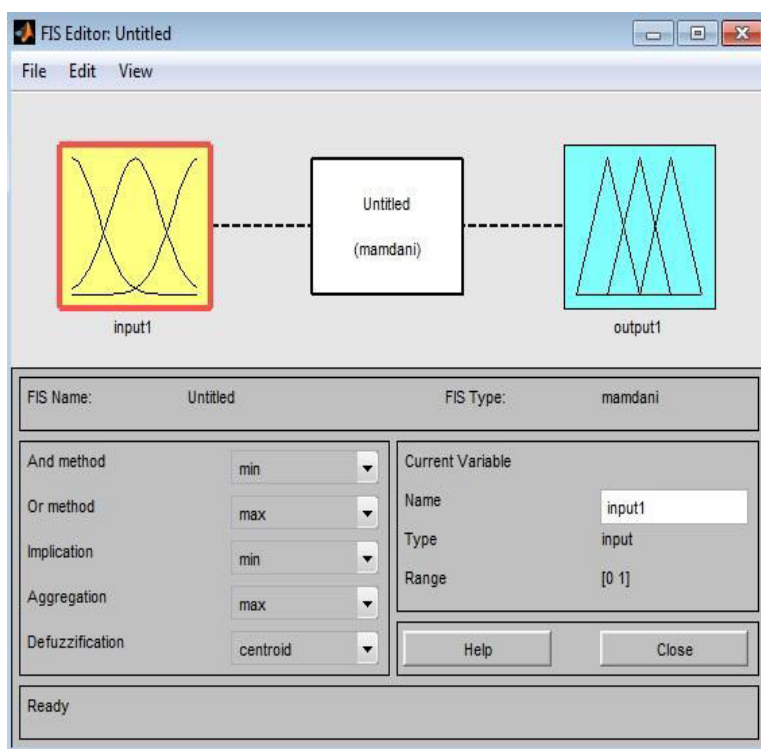 FIS Editor: Untitled
File Edit View
Untitled
(mamdani)
input1
output1
FIS Name: Untitled FIS Type: mamdani
And method min
Or method max
Implication min
Aggregation max
Defuzzification centroid
Current Variable
Name input1
Type input
Range [0 1]
Help Close
Ready